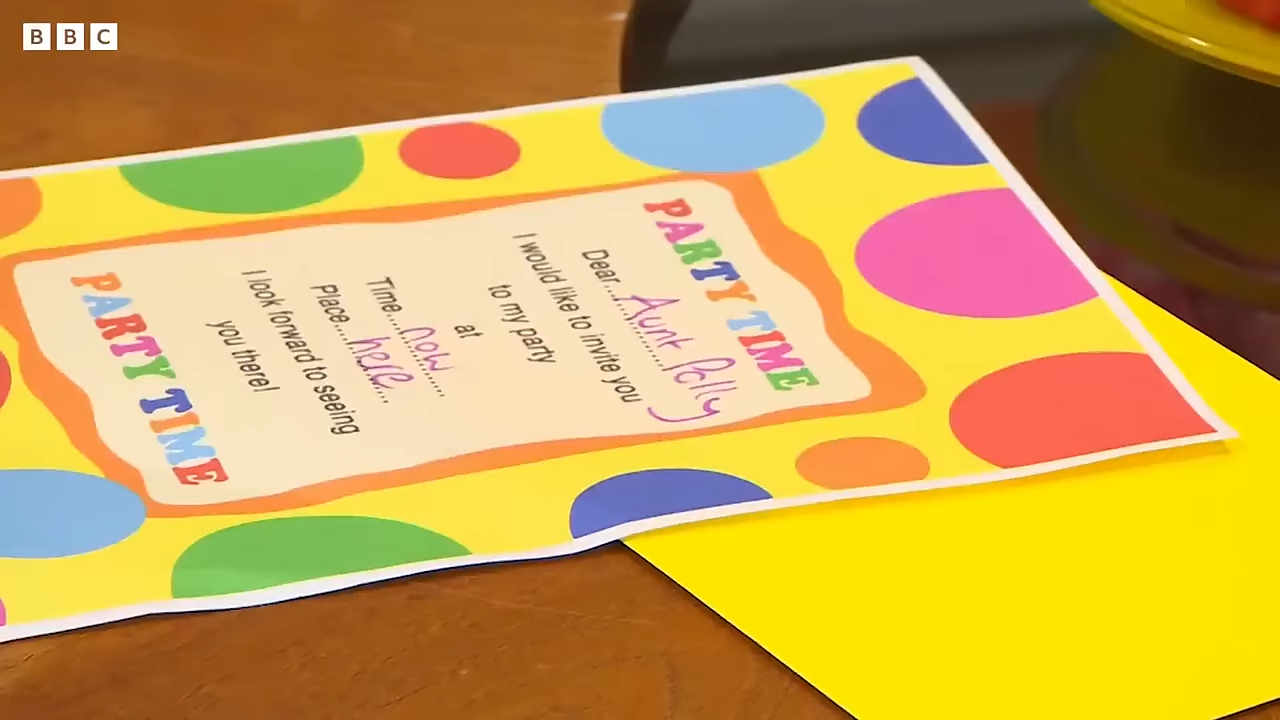 BBC
PARTY TIME
Dear....Aunt Polly
I would like to invite you
to my party
at
Time...now......
Place....here...
I look forward to seeing
you there!
PARTY TIME